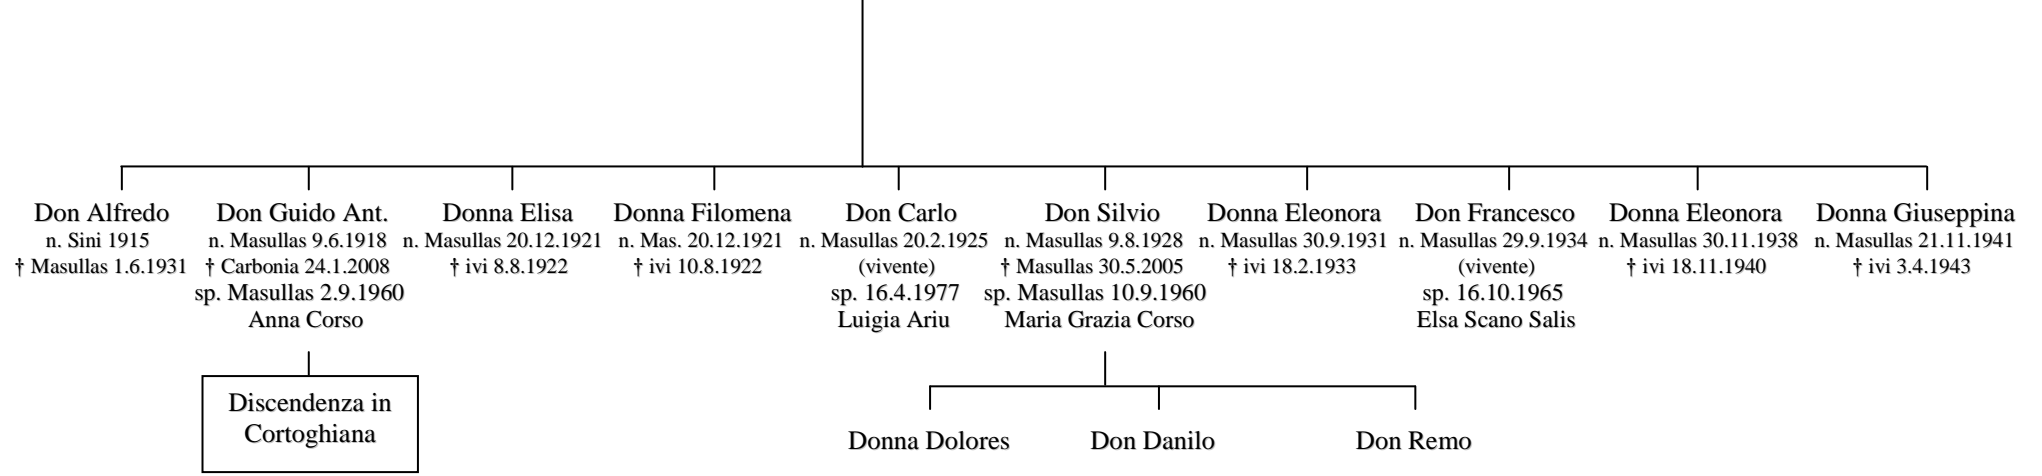 Don Alfredo
n. Sini 1915
† Masullas 1.6.1931
Don Guido Ant.
n. Masullas 9.6.1918
† Carbonia 24.1.2008
sp. Masullas 2.9.1960
Anna Corso
Discendenza in
Cortoghiana
Donna Elisa
n. Masullas 20.12.1921
† ivi 8.8.1922
Donna Filomena
n. Mas. 20.12.1921
† ivi 10.8.1922
Don Carlo
n. Masullas 20.2.1925
(vivente)
sp. 16.4.1977
Luigia Ariu
Don Silvio
n. Masullas 9.8.1928
† Masullas 30.5.2005
sp. Masullas 10.9.1960
Maria Grazia Corso
Donna Dolores
Don Danilo
Don Remo
Donna Eleonora
n. Masullas 30.9.1931
† ivi 18.2.1933
Don Francesco
n. Masullas 29.9.1934
(vivente)
sp. 16.10.1965
Elsa Scano Salis
Donna Eleonora
n. Masullas 30.11.1938
† ivi 18.11.1940
Donna Giuseppina
n. Masullas 21.11.1941
† ivi 3.4.1943